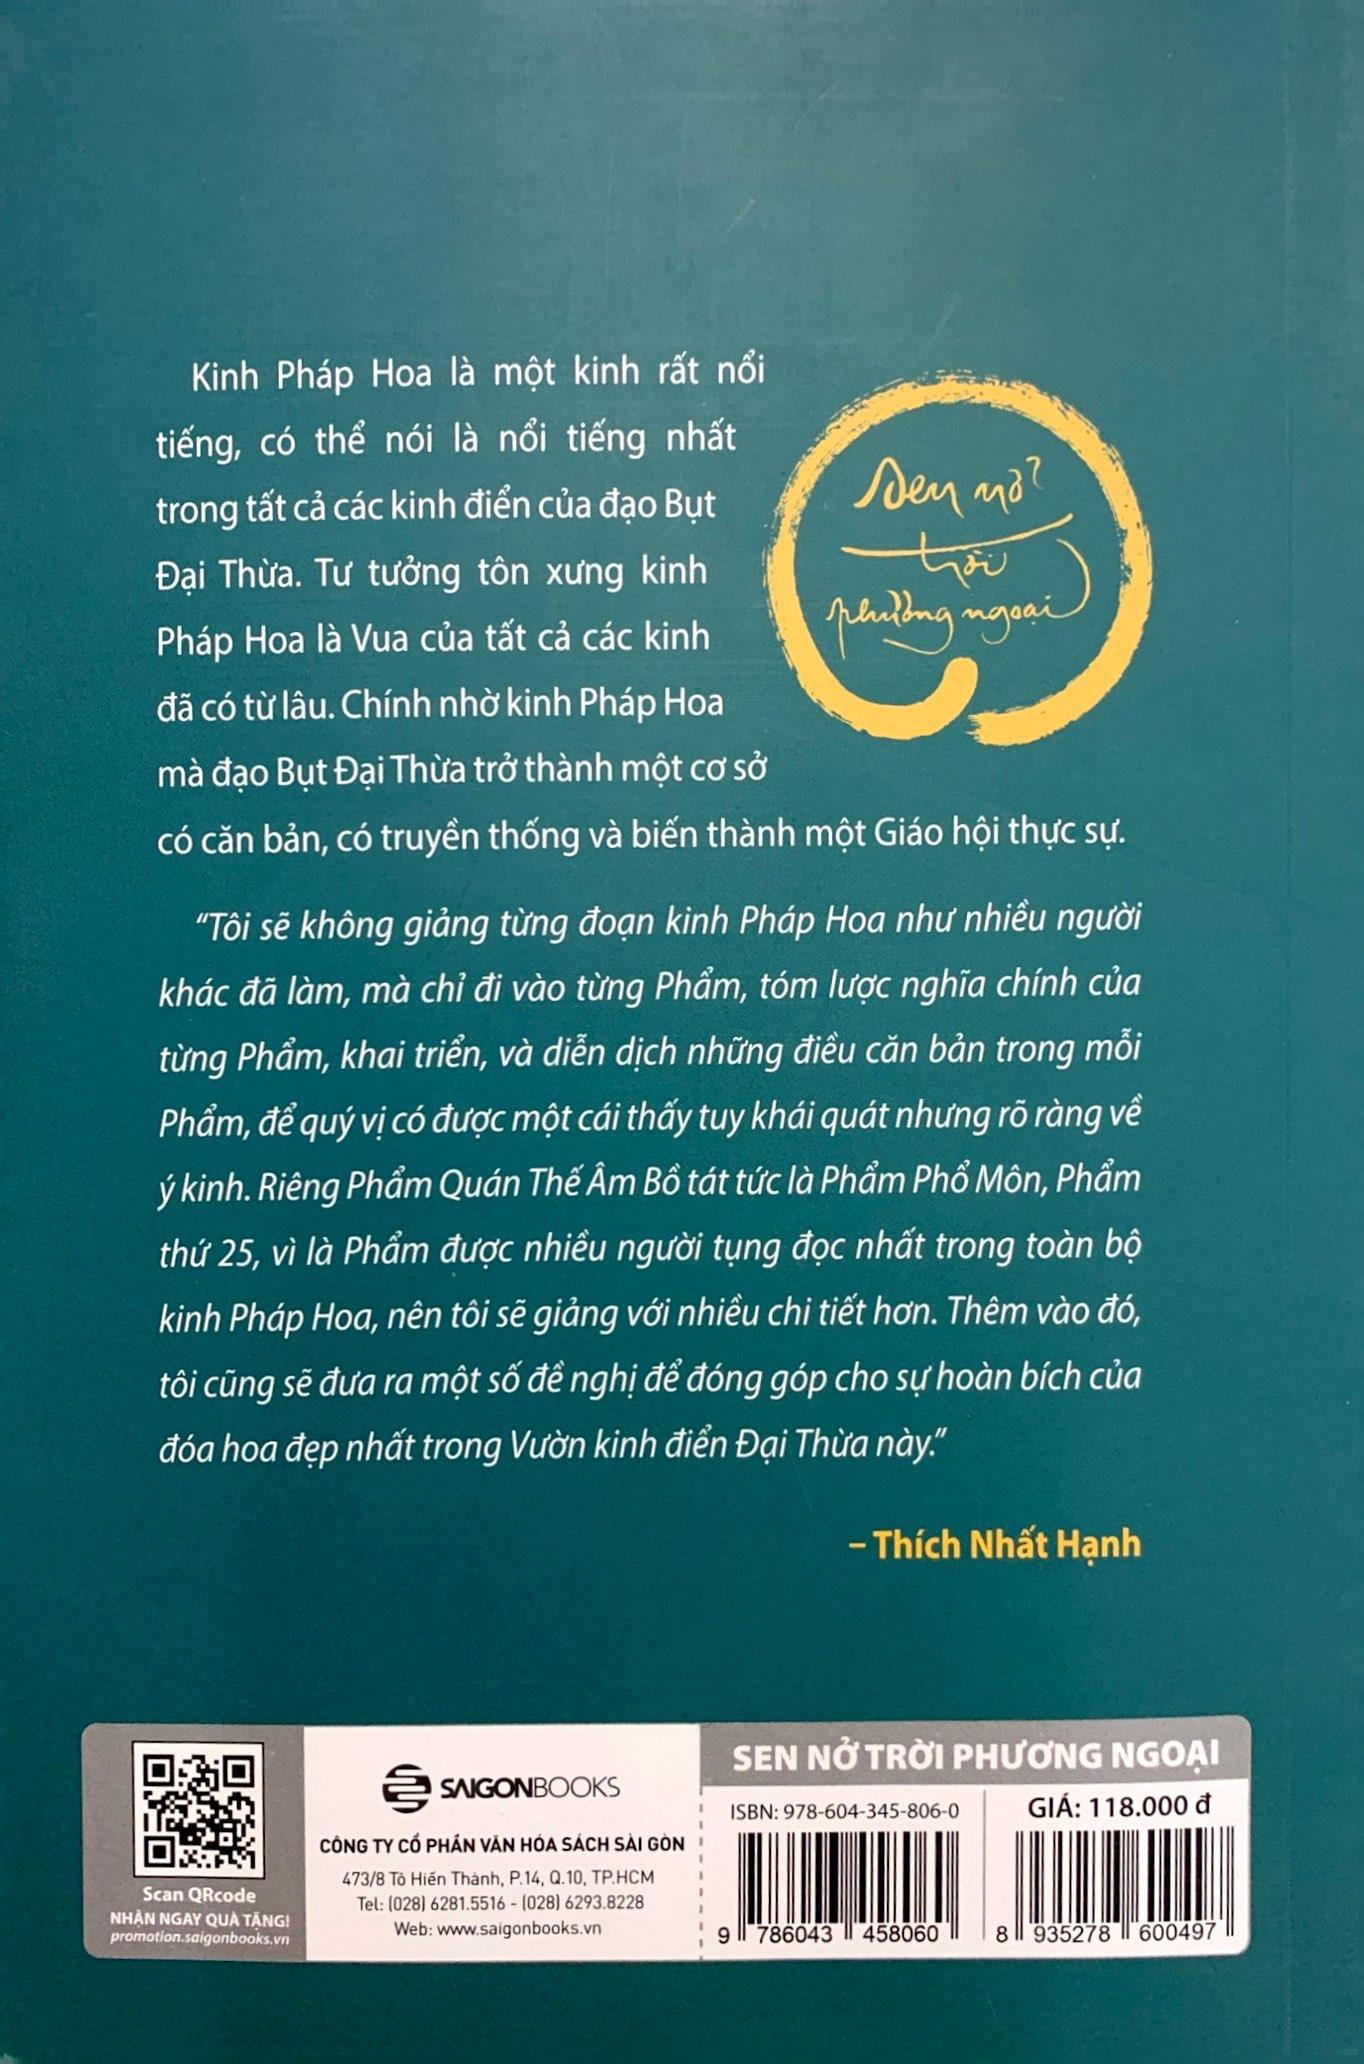 Kinh Pháp Hoa là một kinh rất nổi
tiếng, có thể nói là nổi tiếng nhất
trong tất cả các kinh điển của đạo Bụt
Đại Thừa. Tư tưởng tôn xưng kinh
Pháp Hoa là Vua của tất cả các kinh
đã có từ lâu. Chính nhờ kinh Pháp Hoa
mà đạo Bụt Đại Thừa trở thành một cơ sở
có căn bản, có truyền thống và biến thành một Giáo hội thực sự.
Sen nở
trời
phương ngoại
“Tôi sẽ không giảng từng đoạn kinh Pháp Hoa như nhiều người
khác đã làm, mà chỉ đi vào từng Phẩm, tóm lược nghĩa chính của
từng Phẩm, khai triển, và diễn dịch những điều căn bản trong mỗi
Phẩm, để quý vị có được một cái thấy tuy khái quát nhưng rõ ràng về
ý kinh. Riêng Phẩm Quán Thế Âm Bồ tát tức là Phẩm Phổ Môn, Phẩm
thứ 25, vì là Phẩm được nhiều người tụng đọc nhất trong toàn bộ
kinh Pháp Hoa, nên tôi sẽ giảng với nhiều chi tiết hơn. Thêm vào đó,
tôi cũng sẽ đưa ra một số đề nghị để đóng góp cho sự hoàn bích của
đóa hoa đẹp nhất trong Vườn kinh điển Đại Thừa này.”
– Thích Nhất Hạnh
Scan QRcode
NHẬN NGAY QUÀ TẶNG!
promotion.saigonbooks.vn
SAIGONBOOKS
CÔNG TY CỔ PHẦN VĂN HÓA SÁCH SÀI GÒN
473/8 Tô Hiến Thành, P.14, Q.10, TP.HCM
Tel: (028) 6281.5516 - (028) 6293.8228
Web: www.saigonbooks.vn
SEN NỞ TRỜI PHƯƠNG NGOẠI
ISBN: 978-604-345-806-0
9 786043 458060
GIÁ: 118.000 đ
8 935278 600497